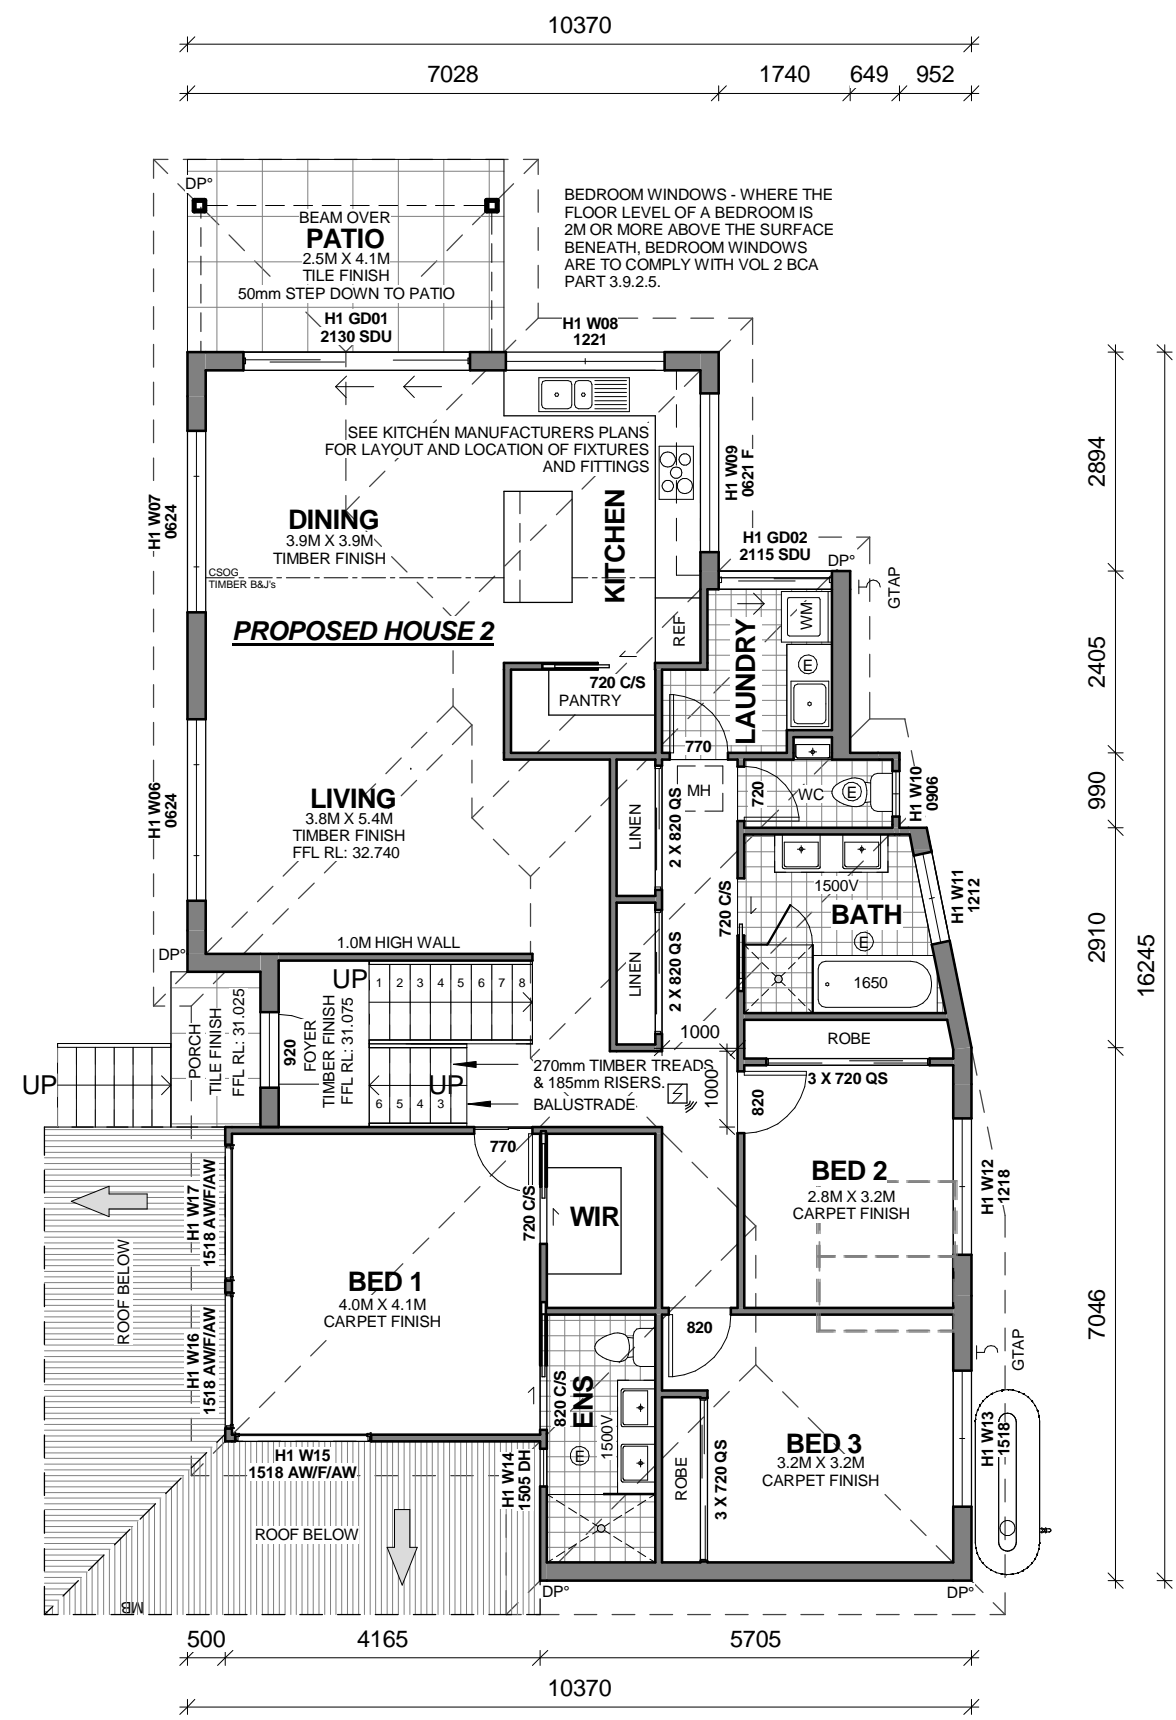 10370
7028
1740
649
952
DP°
BEAM OVER
PATIO
2.5M X 4.1M
TILE FINISH
50mm STEP DOWN TO PATIO
BEDROOM WINDOWS - WHERE THE
FLOOR LEVEL OF A BEDROOM IS
2M OR MORE ABOVE THE SURFACE
BENEATH, BEDROOM WINDOWS
ARE TO COMPLY WITH VOL 2 BCA
PART 3.9.2.5.
H1 GD01
2130 SDU
H1 W08
1221
SEE KITCHEN MANUFACTURERS PLANS
FOR LAYOUT AND LOCATION OF FIXTURES
AND FITTINGS
H1 W09
0621 F
2894
H1 W07
0624
DINING
3.9M X 3.9M
TIMBER FINISH
KITCHEN
H1 GD02
2115 SDU
DP°
GTAP
CSOG
TIMBER B&J's
PROPOSED HOUSE 2
REF
LAUNDRY
WM
E
2405
720 C/S
PANTRY
770
H1 W06
0624
LIVING
3.8M X 5.4M
TIMBER FINISH
FFL RL: 32.740
LINEN
2 X 820 QS
MH
720
WC
E
H1 W10
0906
990
1500V
BATH
E
720 C/S
H1 W11
1212
2910
16245
1.0M HIGH WALL
DP°
LINEN
2 X 820 QS
1650
UP
1 2 3 4 5 6 7 8
PORCH
TILE FINISH
FFL RL: 31.025
920
FOYER
TIMBER FINISH
FFL RL: 31.075
1000
ROBE
270mm TIMBER TREADS
& 185mm RISERS.
3 X 720 QS
UP
UP
1000
6 5 4 3
BALUSTRADE
820
770
BED 2
2.8M X 3.2M
CARPET FINISH
H1 W12
1218
H1 W17
1518 AW/F/AW
720 C/S
WIR
ROOF BELOW
BED 1
4.0M X 4.1M
CARPET FINISH
7046
820
GTAP
H1 W16
1518 AW/F/AW
820 C/S
ENS
1500V
E
BED 3
3.2M X 3.2M
CARPET FINISH
H1 W13
1518
H1 W15
1518 AW/F/AW
H1 W14
1505 DH
ROBE
3 X 720 QS
ROOF BELOW
MB
DP°
DP°
500
4165
5705
10370